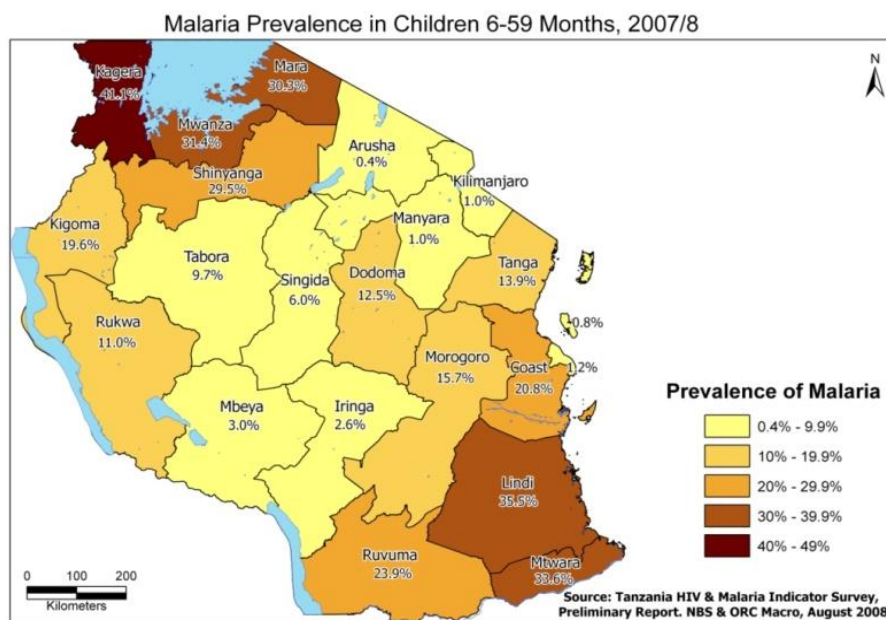 Malaria Prevalence in Children 6-59 Months, 2007/8
N
Kagera
41.1%
Mara
30.3%
Mwanza
31.4%
Shinyanga
29.5%
Arusha
0.4%
Kilimanjaro
1.0%
Kigoma
19.6%
Manyara
1.0%
Tabora
9.7%
Singida
6.0%
Dodoma
12.5%
Tanga
13.9%
Rukwa
11.0%
0.8%
Morogoro
15.7%
Coast
20.8%
1.2%
Mbeya
3.0%
Iringa
2.6%
Lindi
35.5%
Ruvuma
23.9%
Mtwara
33.6%
Prevalence of Malaria
0.4% - 9.9%
10% - 19.9%
20% - 29.9%
30% - 39.9%
40% - 49%
0 100 200
Kilometers
Source: Tanzania HIV & Malaria Indicator Survey,
Preliminary Report. NBS & ORC Macro, August 2008